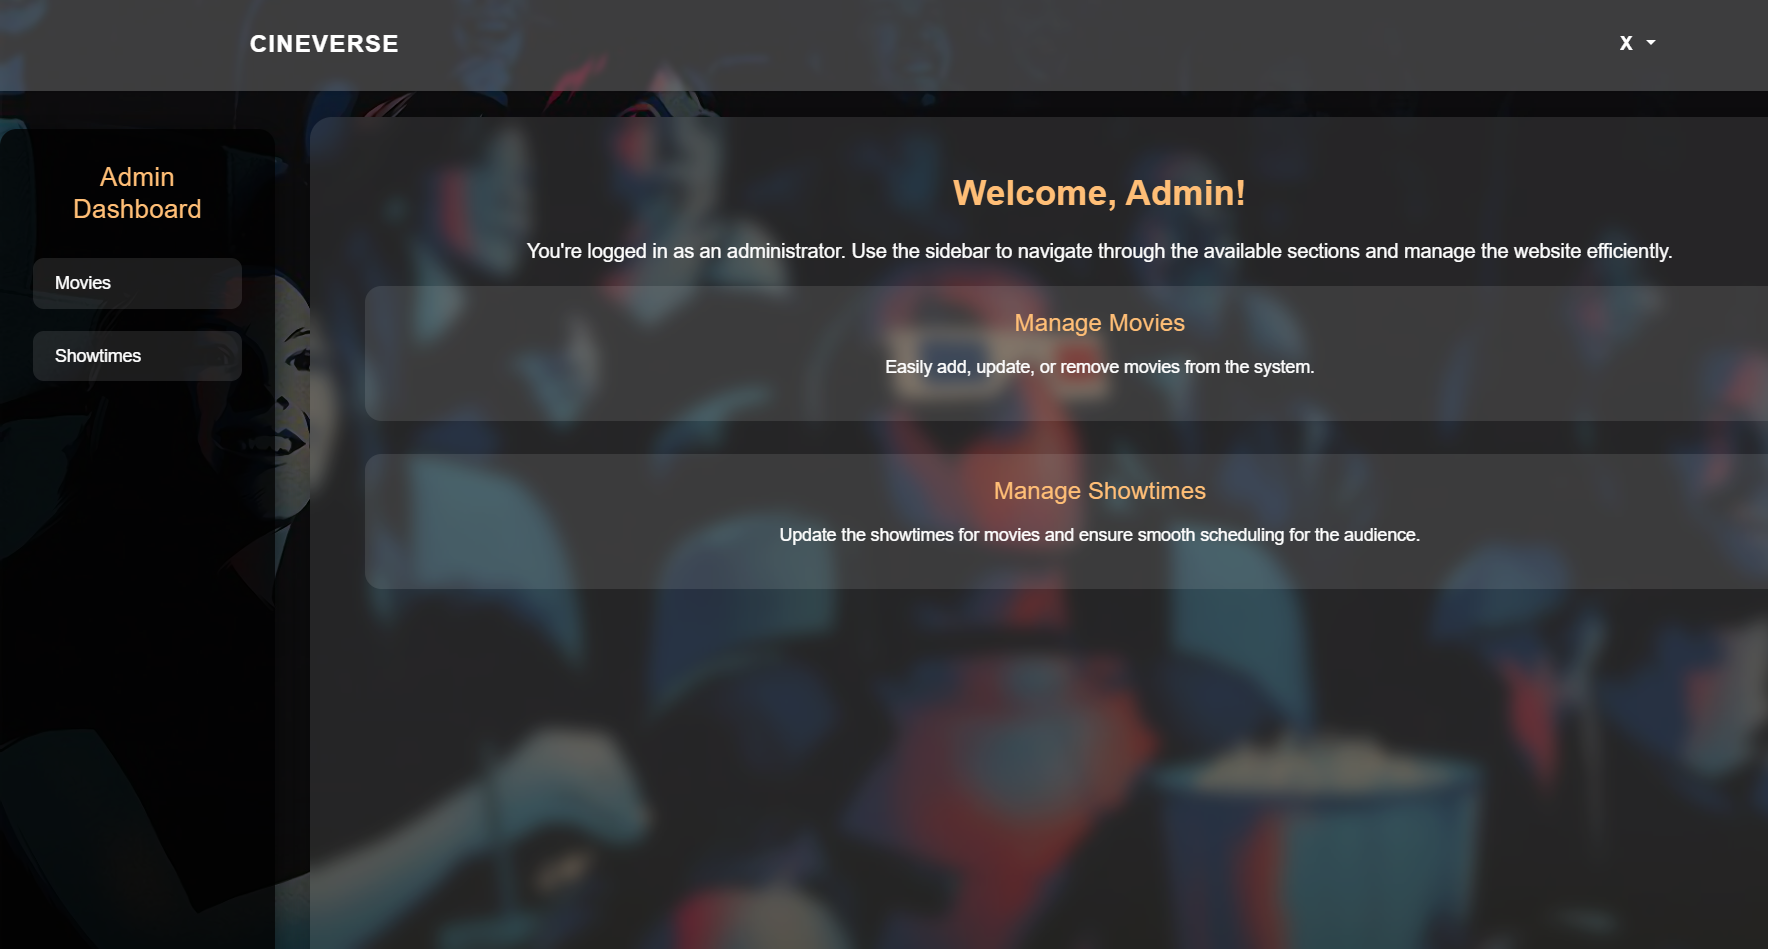 CINEVERSE
X
Admin
Dashboard
Movies
Showtimes
Welcome, Admin!
You're logged in as an administrator. Use the sidebar to navigate through the available sections and manage the website efficiently.
Manage Movies
Easily add, update, or remove movies from the system.
Manage Showtimes
Update the showtimes for movies and ensure smooth scheduling for the audience.